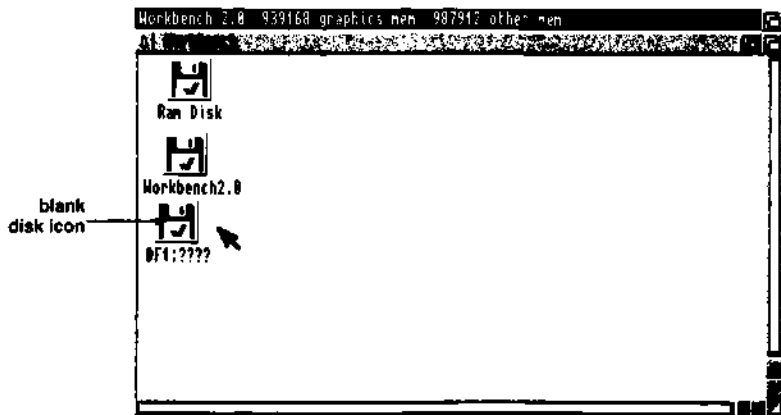 Workbench 2.0 939168 graphics mem 987912 other mem
Ram Disk
Workbench2.0
blank
disk icon
DF1:????